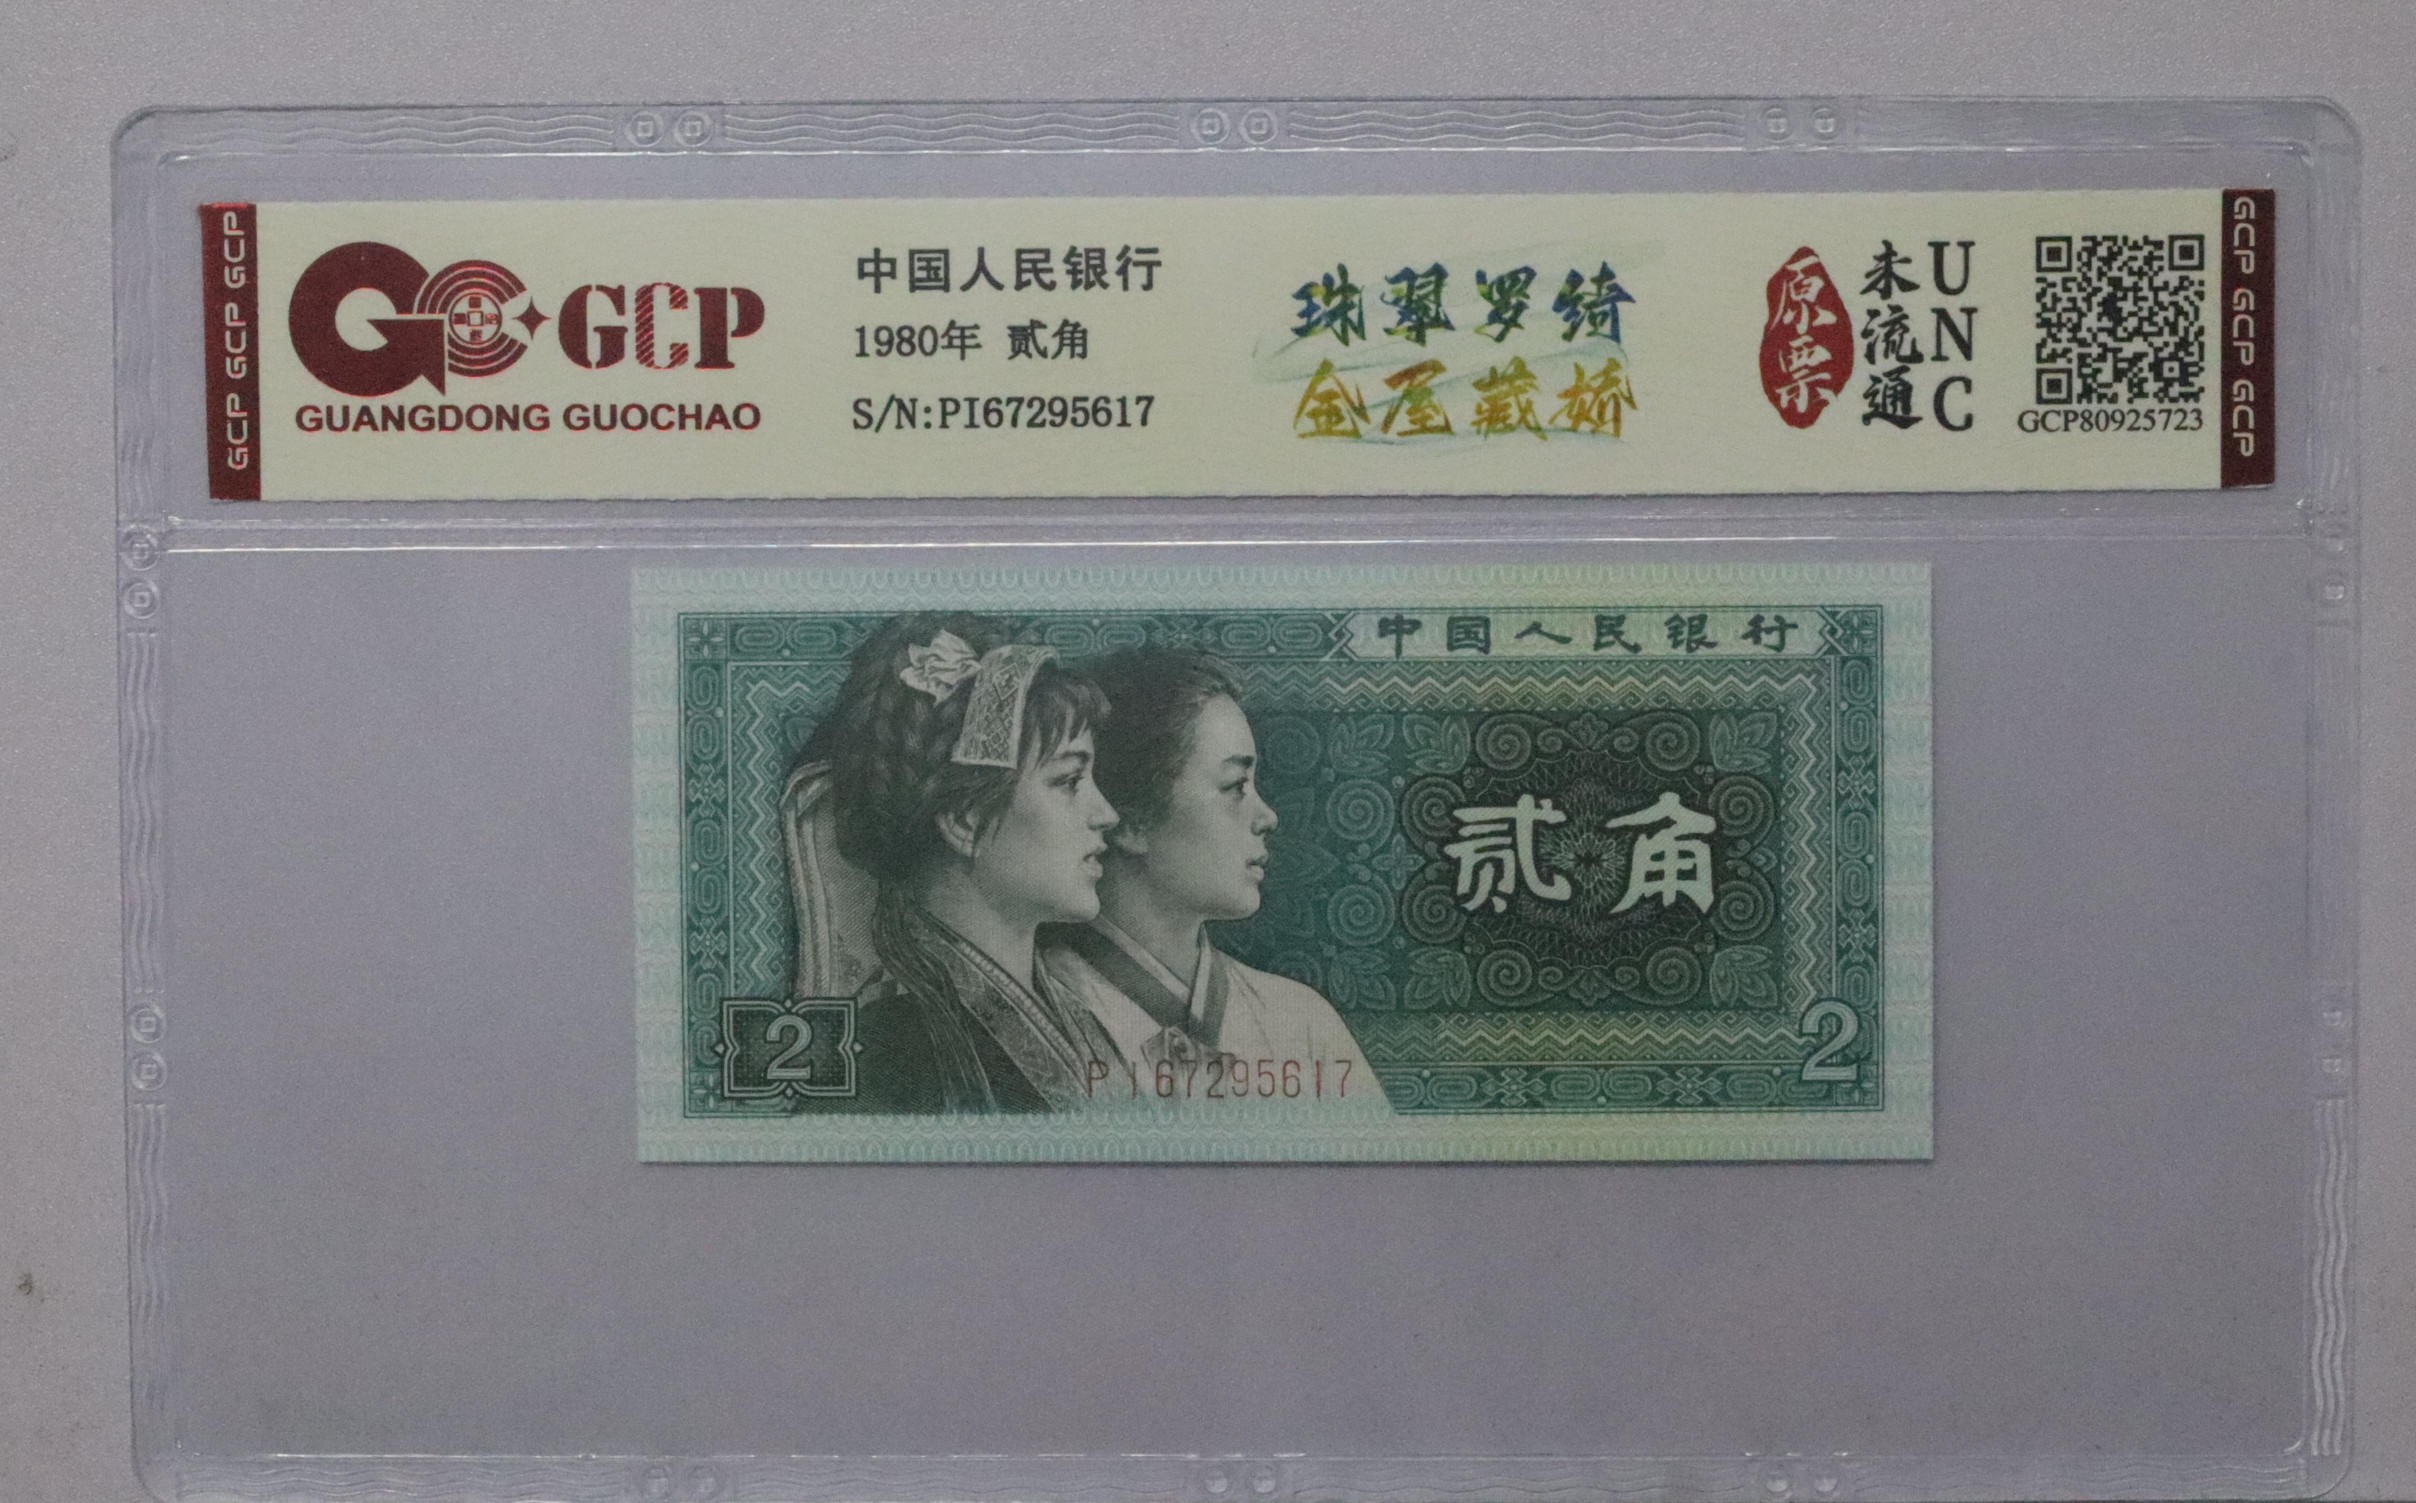 GCP GCP GCP
GCP
GUANGDONG GUOCHAO
中国人民银行
1980年 贰角
S/N:PI67295617
珠翠罗绮
金屋藏娇
原票
未流通
UNC
GCP80925723
GCP GCP GCP
中国人民银行
贰角
2
2
PI67295617